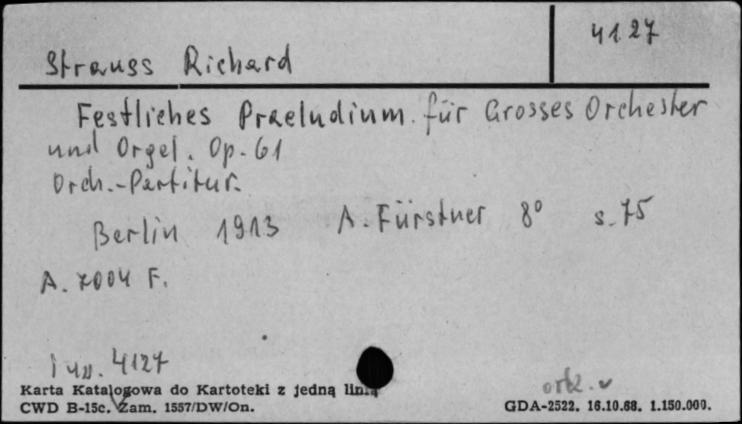 4127
Strauss Richard
Festliches Praeludium für Grosses Orchester
und Orgel. Op. 61
Orch.-Partitur.
Berlin 1913 A. Fürstner 8° s. 75
A. 7004 F.
inw. 4127
ork.
Karta Katalogowa do Kartoteki z jedną linią
CWD B-15c. Zam. 1557/DW/On.
GDA-2522. 16.10.68. 1.150.000.